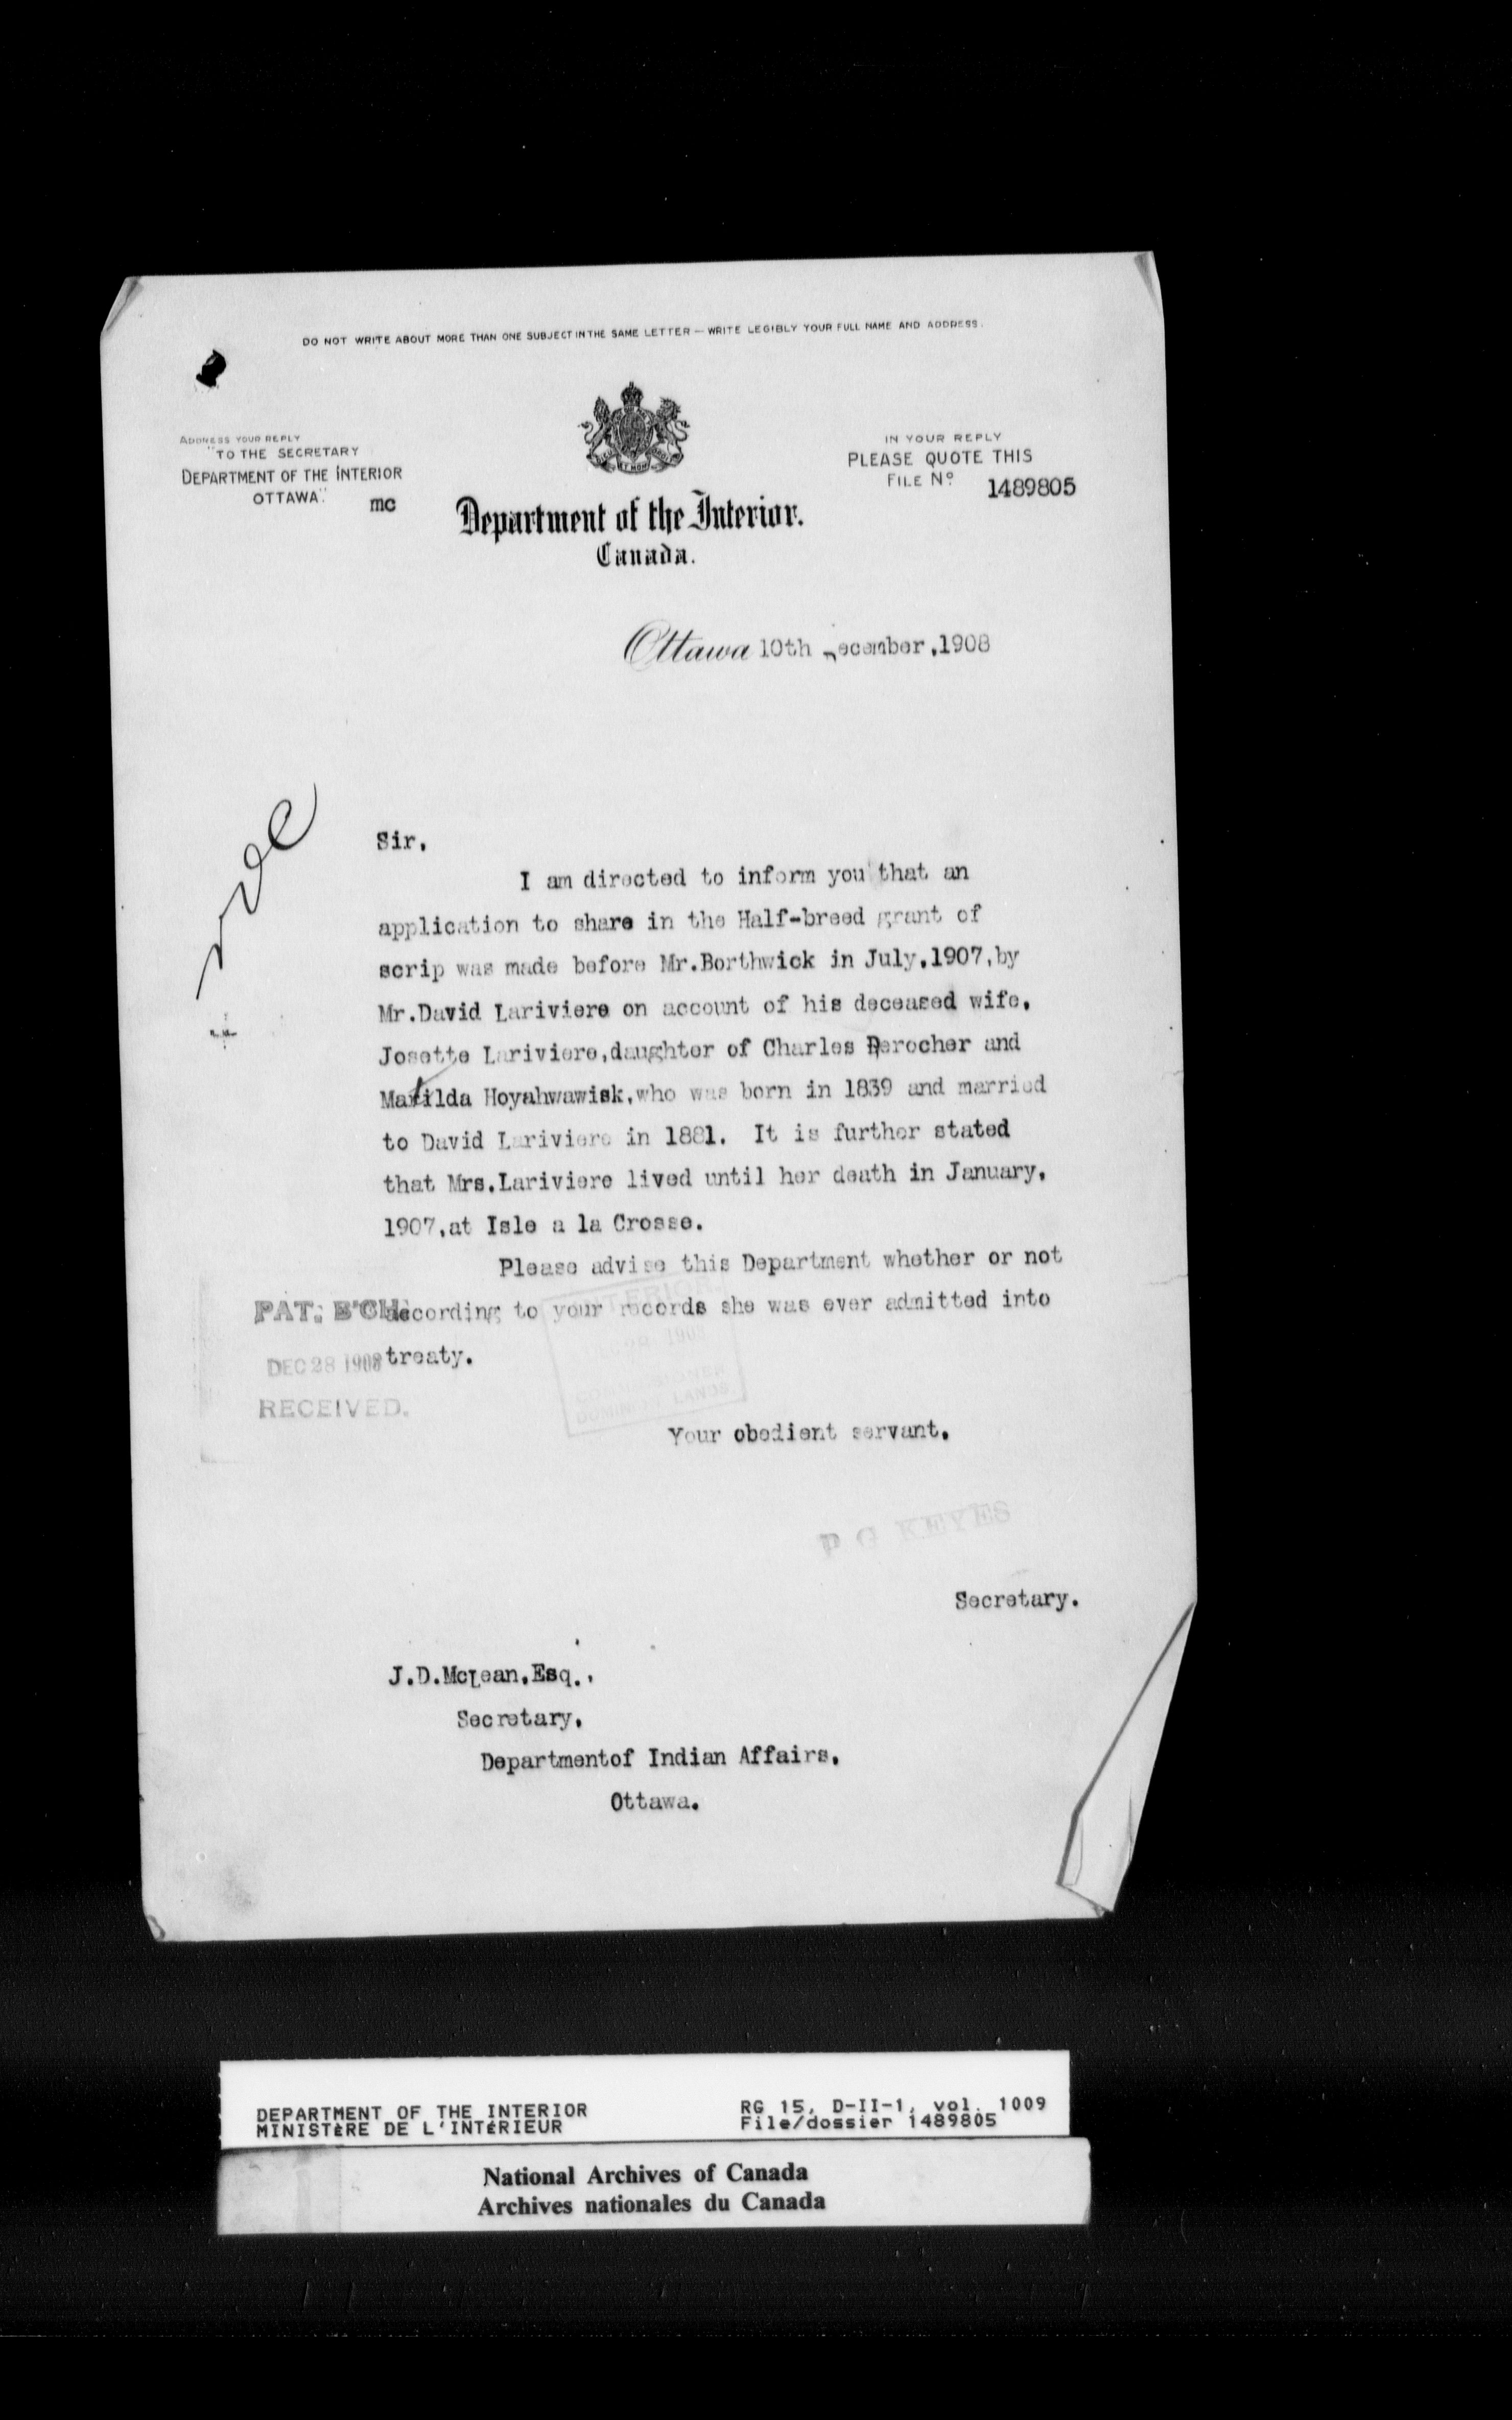 DO NOT WRITE ABOUT MORE THAN ONE SUBJECT IN THE SAME LETTER — WRITE LEGIBLY YOUR FULL NAME AND ADDRESS.
ADDRESS YOUR REPLY
"TO THE SECRETARY
DEPARTMENT OF THE INTERIOR
OTTAWA."
mc
IN YOUR REPLY
PLEASE QUOTE THIS
FILE No. 1489805
Department of the Interior.
Canada.
Ottawa 10th December,1908
Sir,
I am directed to inform you that an
application to share in the Half-breed grant of
scrip was made before Mr.Borthwick in July,1907,by
Mr.David Lariviere on account of his deceased wife,
Josette Lariviere,daughter of Charles Derocher and
Matilda Hoyahwawisk,who was born in 1839 and married
to David Lariviere in 1881. It is further stated
that Mrs.Lariviere lived until her death in January,
1907,at Isle a la Crosse.
Please advise this Department whether or not
according to your records she was ever admitted into
treaty.
PAT. B'CH.
DEC 28 1908
RECEIVED.
INTERIOR
COMMISSIONER
DOMINION LANDS
Your obedient servant,
P G KEYES
Secretary.
J.D.McLean,Esq.,
Secretary,
Departmentof Indian Affairs,
Ottawa.
DEPARTMENT OF THE INTERIOR
MINISTÈRE DE L'INTÉRIEUR
RG 15, D-II-1, vol. 1009
File/dossier 1489805
National Archives of Canada
Archives nationales du Canada